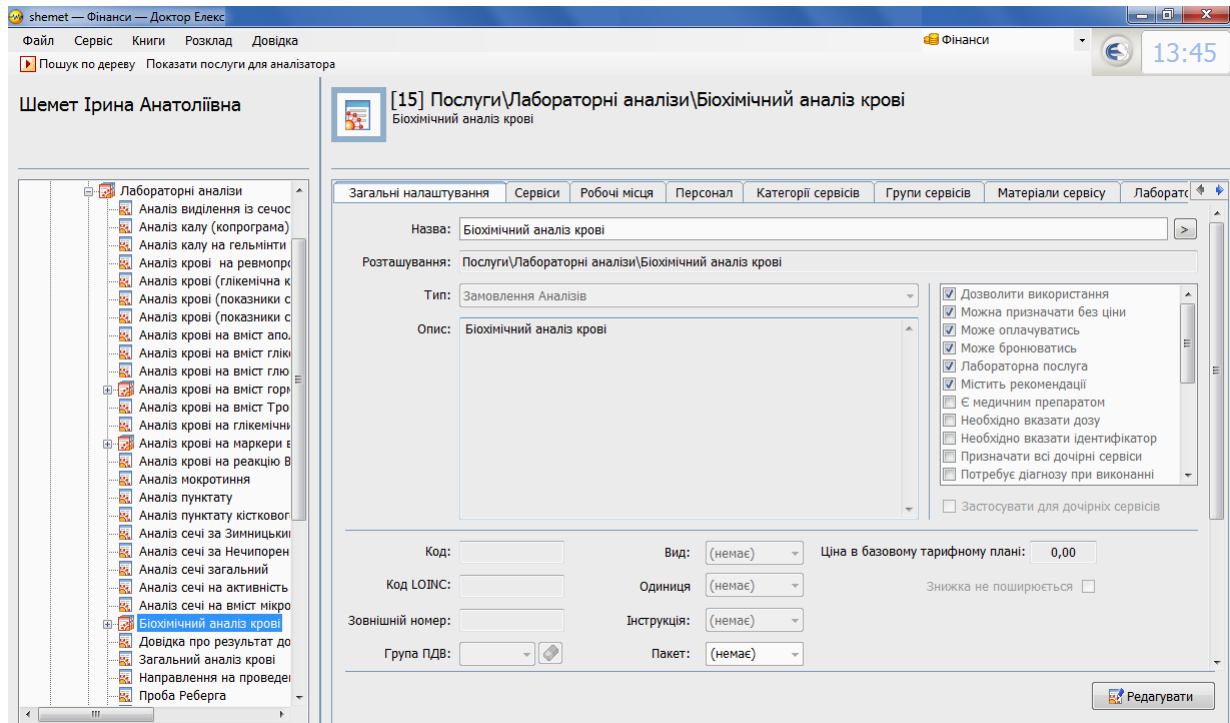 shemet — Фінанси — Доктор Елекс
Файл Сервіс Книги Розклад Довідка
Фінанси
13:45
Пошук по дереву Показати послуги для аналізатора
Шемет Ірина Анатоліївна
[15] Послуги\Лабораторні аналізи\Біохімічний аналіз крові
Біохімічний аналіз крові
Лабораторні аналізи
Аналіз виділення із сечос
Аналіз калу (копрограма)
Аналіз калу на гельмінти
Аналіз крові на ревмопро
Аналіз крові (глікемічна к
Аналіз крові (показники с
Аналіз крові (показники с
Аналіз крові на вміст апо.
Аналіз крові на вміст глік
Аналіз крові на вміст глю
Аналіз крові на вміст горм
Аналіз крові на вміст Тро
Аналіз крові на глікемічни
Аналіз крові на маркери в
Аналіз крові на реакцію В
Аналіз мокротиння
Аналіз пунктату
Аналіз пунктату кісткового
Аналіз сечі за Зимницьким
Аналіз сечі за Нечипорен
Аналіз сечі загальний
Аналіз сечі на активність
Аналіз сечі на вміст мікро
Біохімічний аналіз крові
Довідка про результат до
Загальний аналіз крові
Направлення на проведен
Проба Реберга
Загальні налаштування Сервіси Робочі місця Персонал Категорії сервісів Групи сервісів Матеріали сервісу Лаборато
Назва: Біохімічний аналіз крові
Розташування: Послуги\Лабораторні аналізи\Біохімічний аналіз крові
Тип: Замовлення Аналізів
Опис: Біохімічний аналіз крові
Дозволити використання
Можна призначати без ціни
Може оплачуватись
Може бронюватись
Лабораторна послуга
Містить рекомендації
Є медичним препаратом
Необхідно вказати дозу
Необхідно вказати ідентифікатор
Призначати всі дочірні сервіси
Потребує діагнозу при виконанні
Застосувати для дочірніх сервісів
Код: Вид: (немає) Ціна в базовому тарифному плані: 0,00
Код LOINC: Одиниця (немає) Знижка не поширюється
Зовнішній номер: Інструкція: (немає)
Група ПДВ: Пакет: (немає)
Редагувати